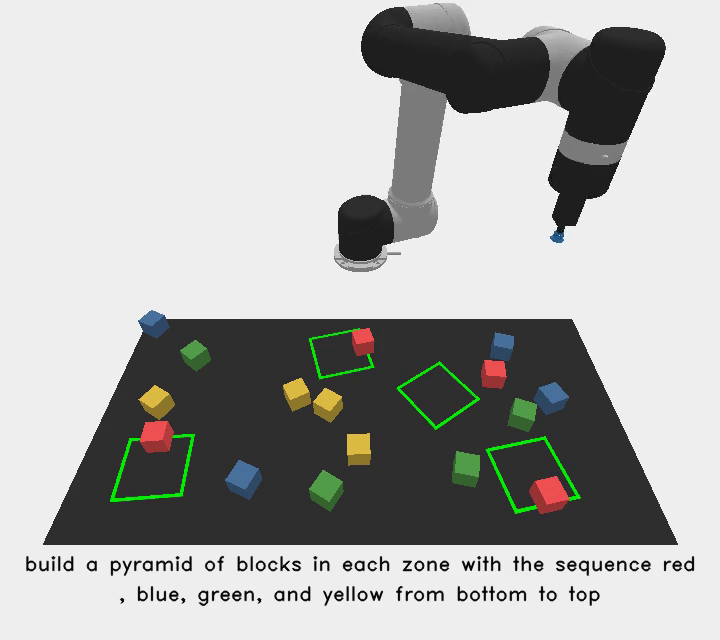 build a pyramid of blocks in each zone with the sequence red
, blue, green, and yellow from bottom to top